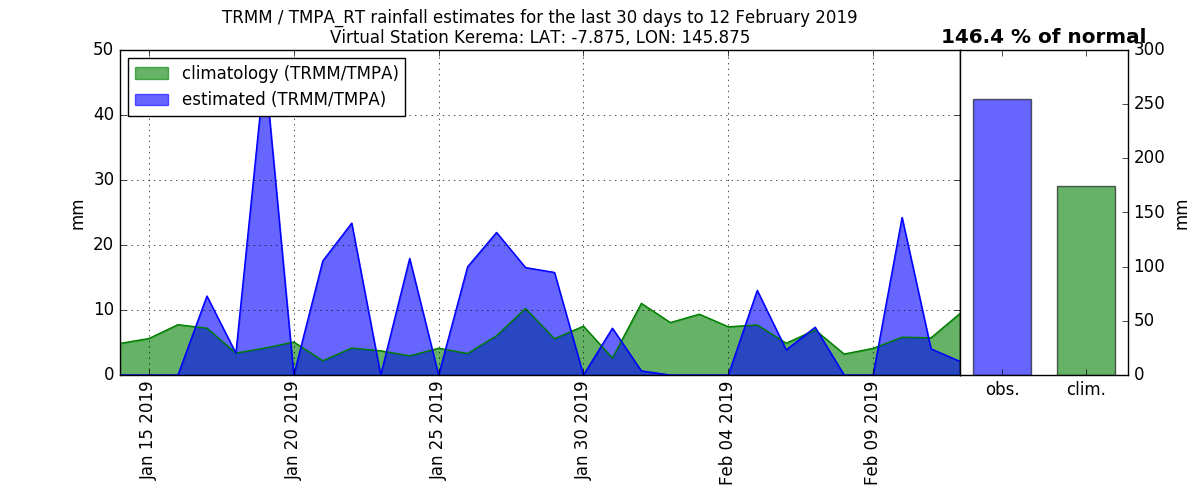 TRMM / TMPA_RT rainfall estimates for the last 30 days to 12 February 2019
Virtual Station Kerema: LAT: -7.875, LON: 145.875
146.4 % of normal
climatology (TRMM/TMPA)
estimated (TRMM/TMPA)
50
40
30
20
10
0
mm
Jan 15 2019
Jan 20 2019
Jan 25 2019
Jan 30 2019
Feb 04 2019
Feb 09 2019
obs.
clim.
300
250
200
150
100
50
0
mm